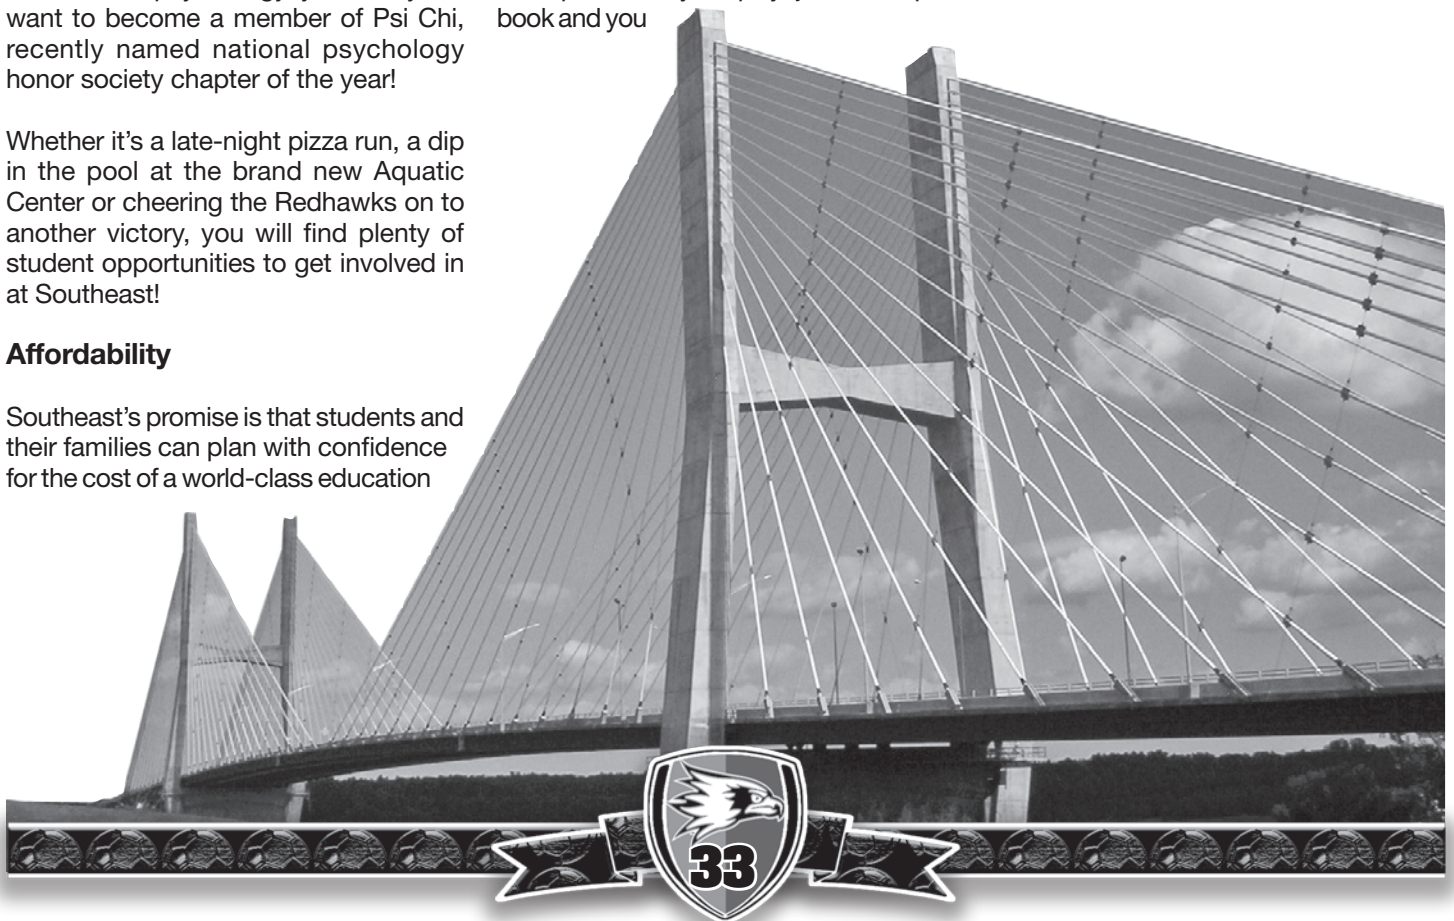 want to become a member of Psi Chi,
recently named national psychology
honor society chapter of the year!
Whether it’s a late-night pizza run, a dip
in the pool at the brand new Aquatic
Center or cheering the Redhawks on to
another victory, you will find plenty of
student opportunities to get involved in
at Southeast!
Affordability
Southeast’s promise is that students and
their families can plan with confidence
for the cost of a world-class education
book and you
33